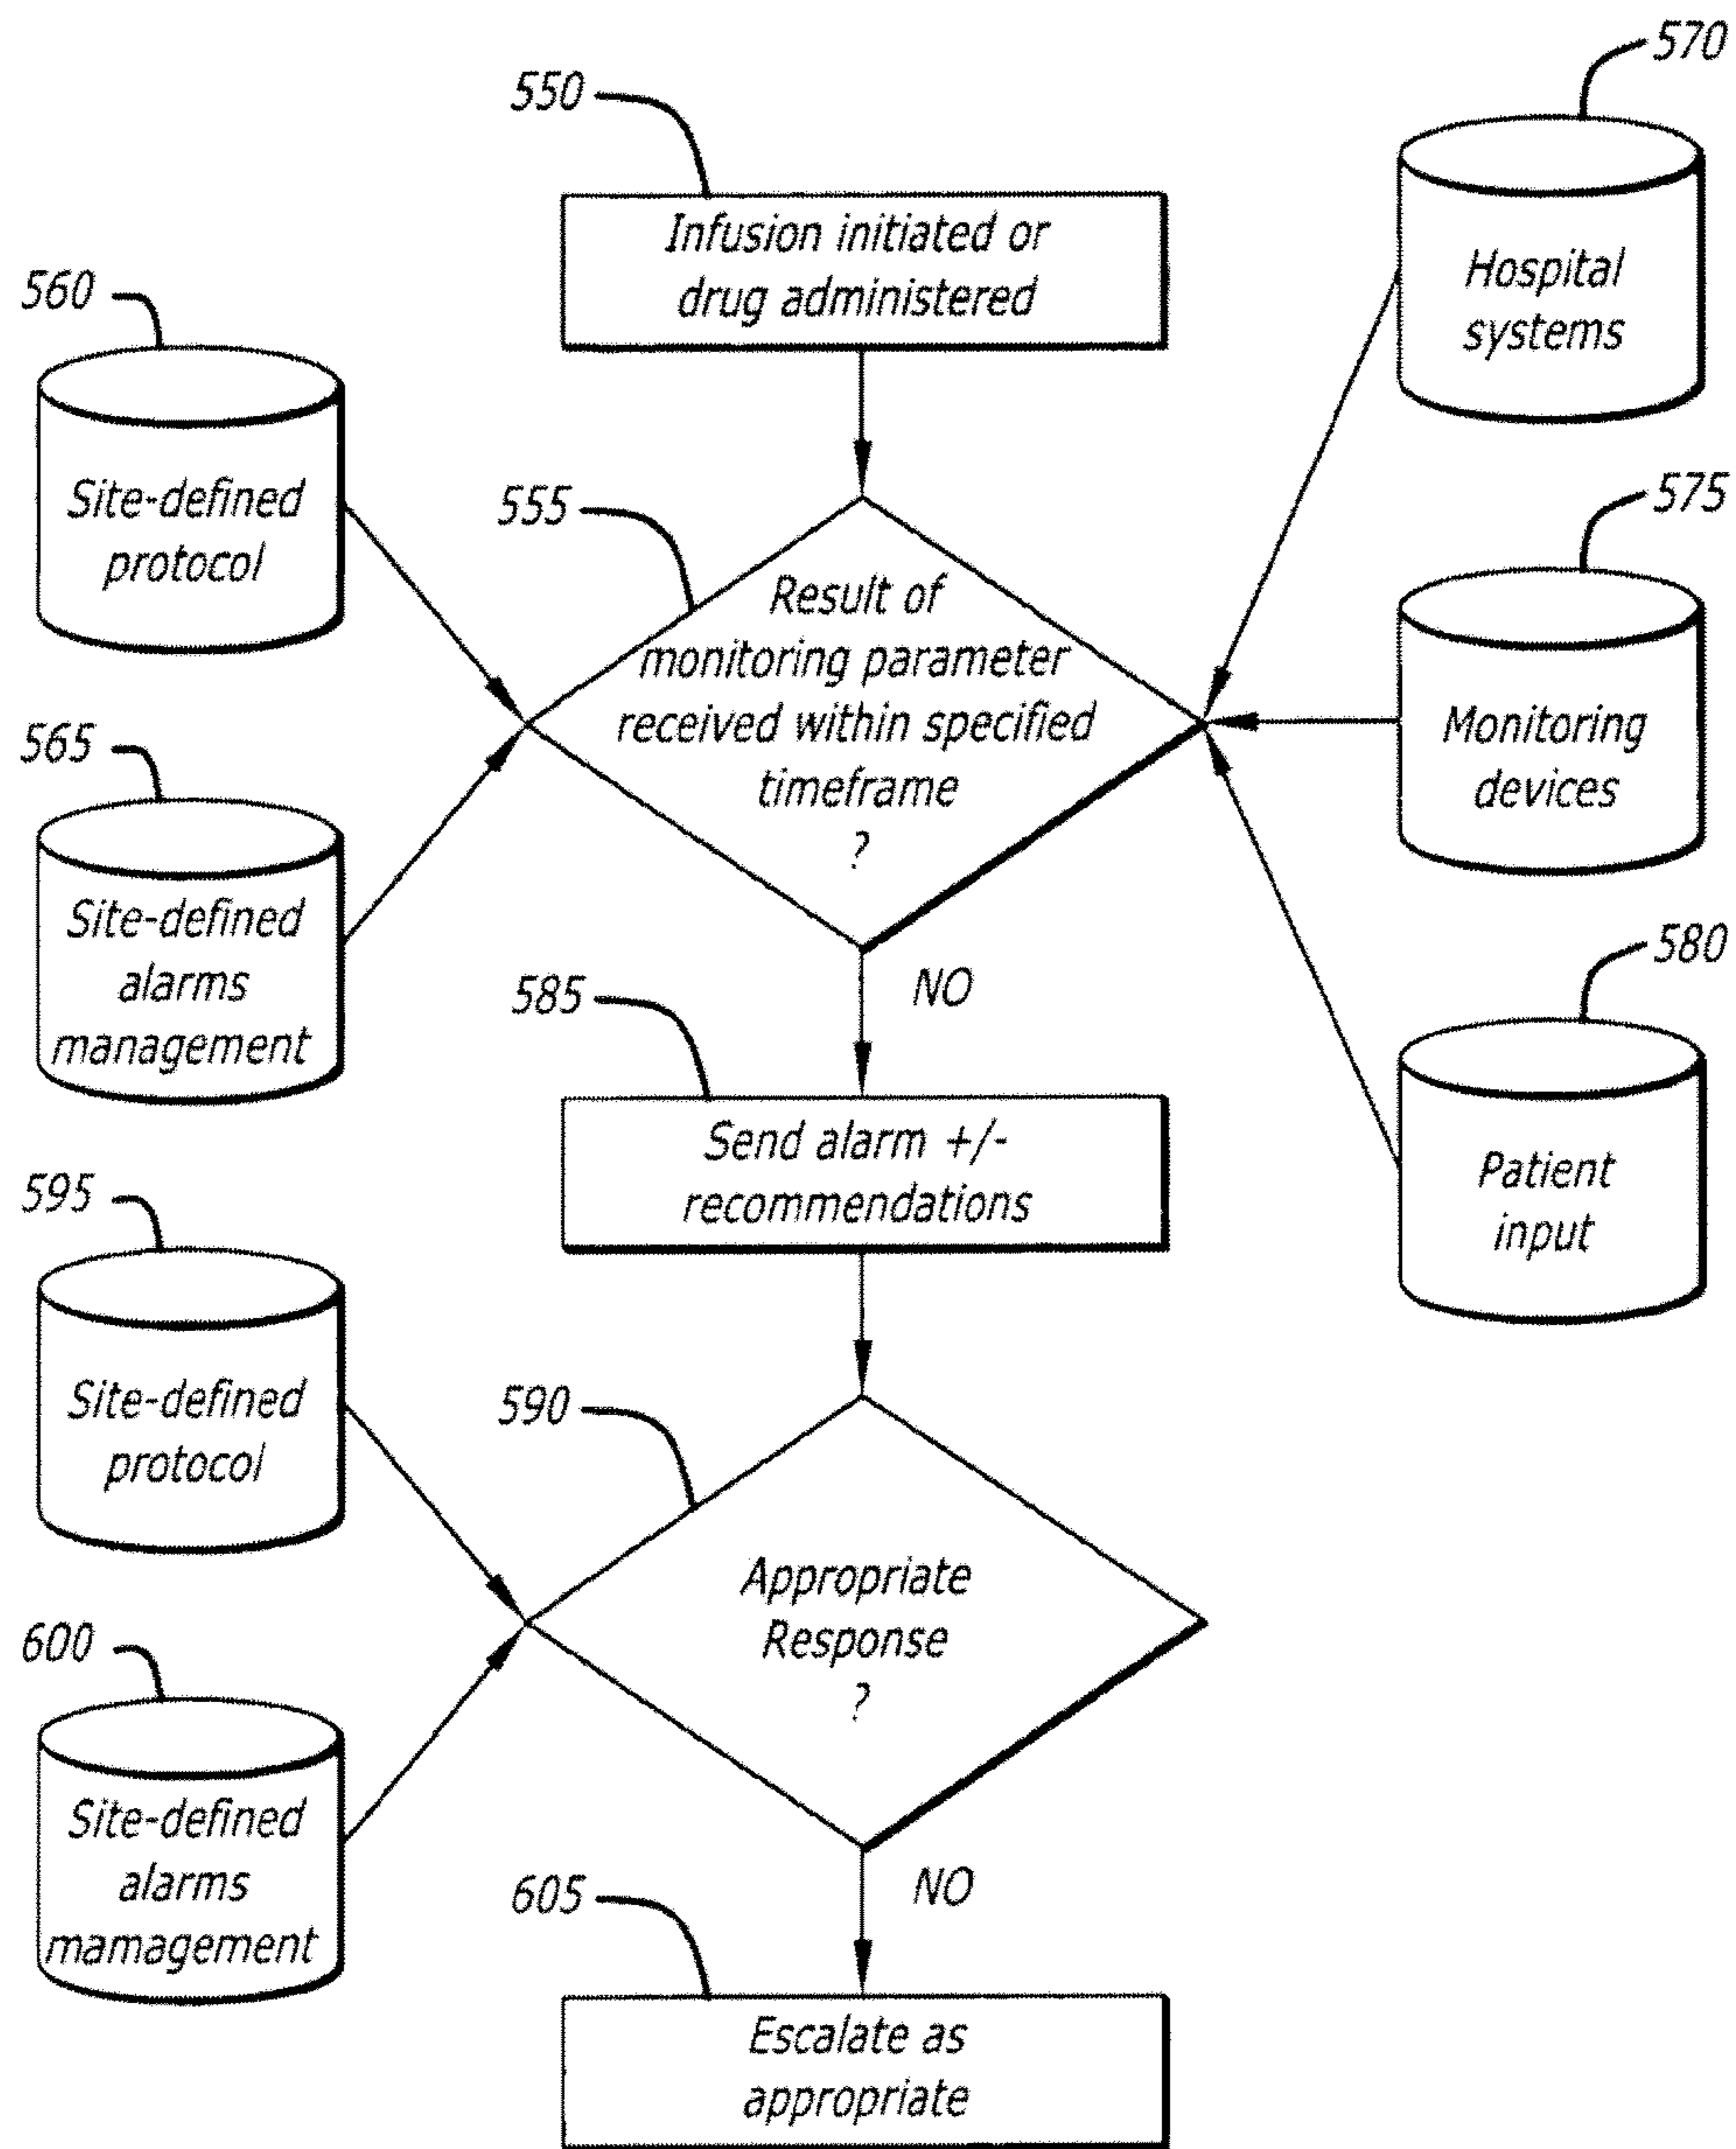 570
550
Infusion initiated or
drug administered
Hospital
systems
560
Site-defined
protocol
575
555
Result of
monitoring parameter
received within specified
timeframe
?
Monitoring
devices
565
Site-defined
alarms
management
580
NO
585
Send alarm +/-
recommendations
Patient
input
595
Site-defined
protocol
590
Appropriate
Response
?
600
Site-defined
alarms
mamagement
NO
605
Escalate as
appropriate